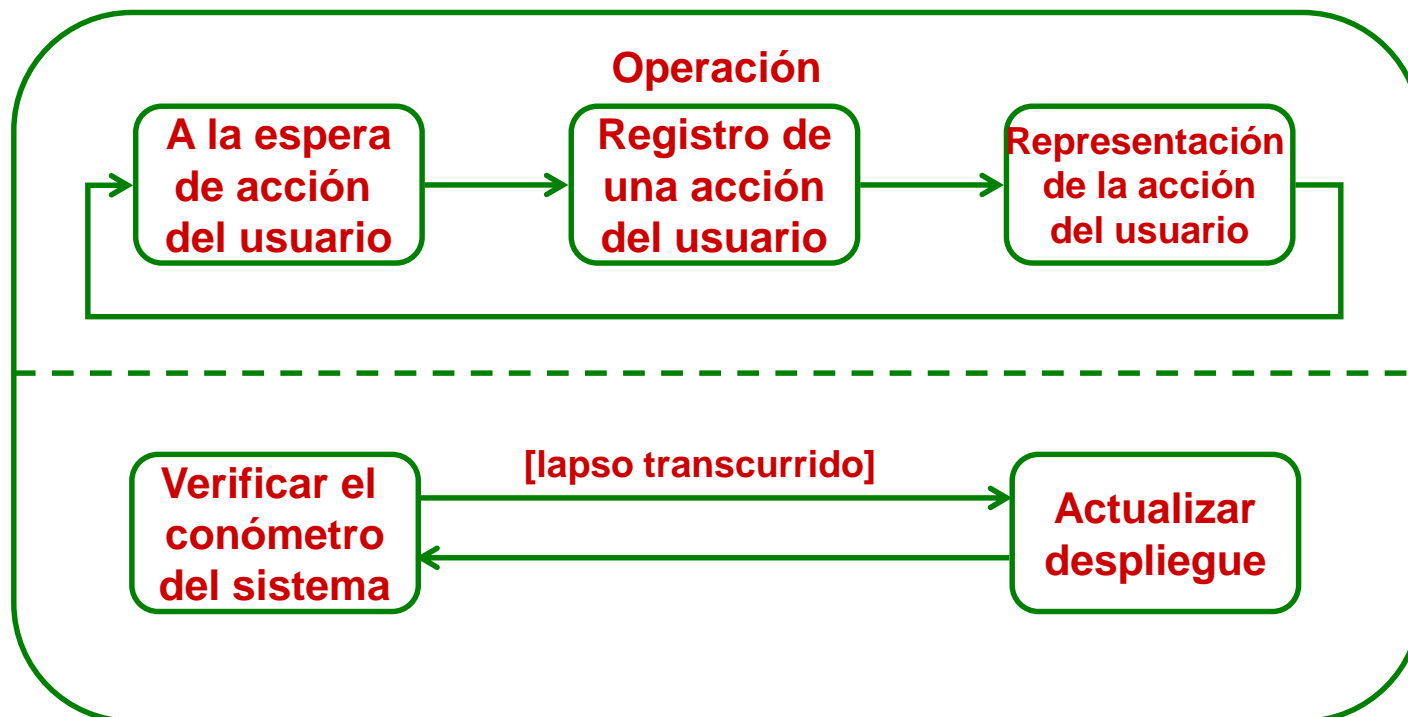 Operación
A la espera
de acción
del usuario
Registro de
una acción
del usuario
Representación
de la acción
del usuario
Verificar el
conómetro
del sistema
[lapso transcurrido]
Actualizar
despliegue